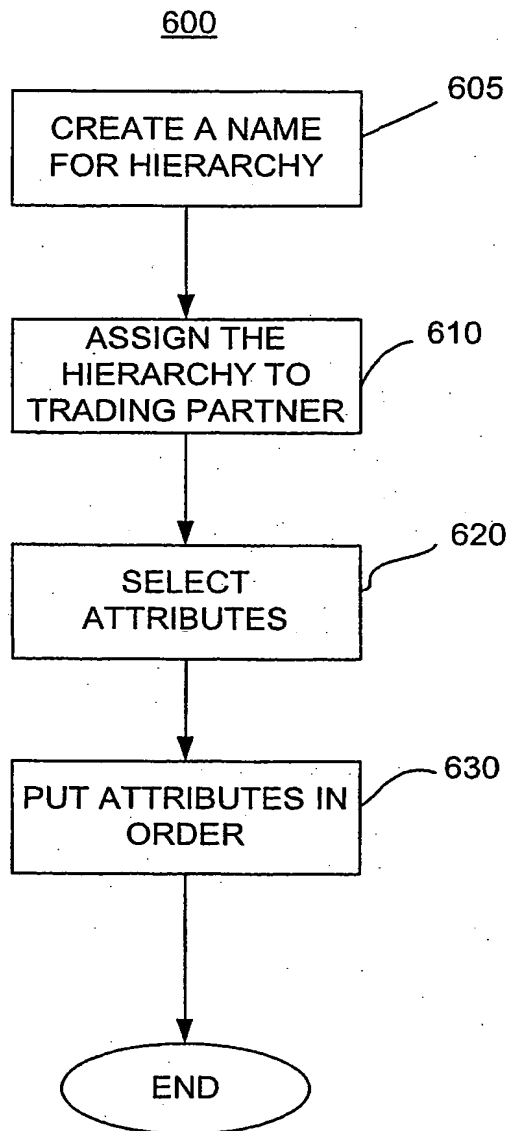 600
CREATE A NAME
FOR HIERARCHY
605
ASSIGN THE
HIERARCHY TO
TRADING PARTNER
610
SELECT
ATTRIBUTES
620
PUT ATTRIBUTES IN
ORDER
630
END